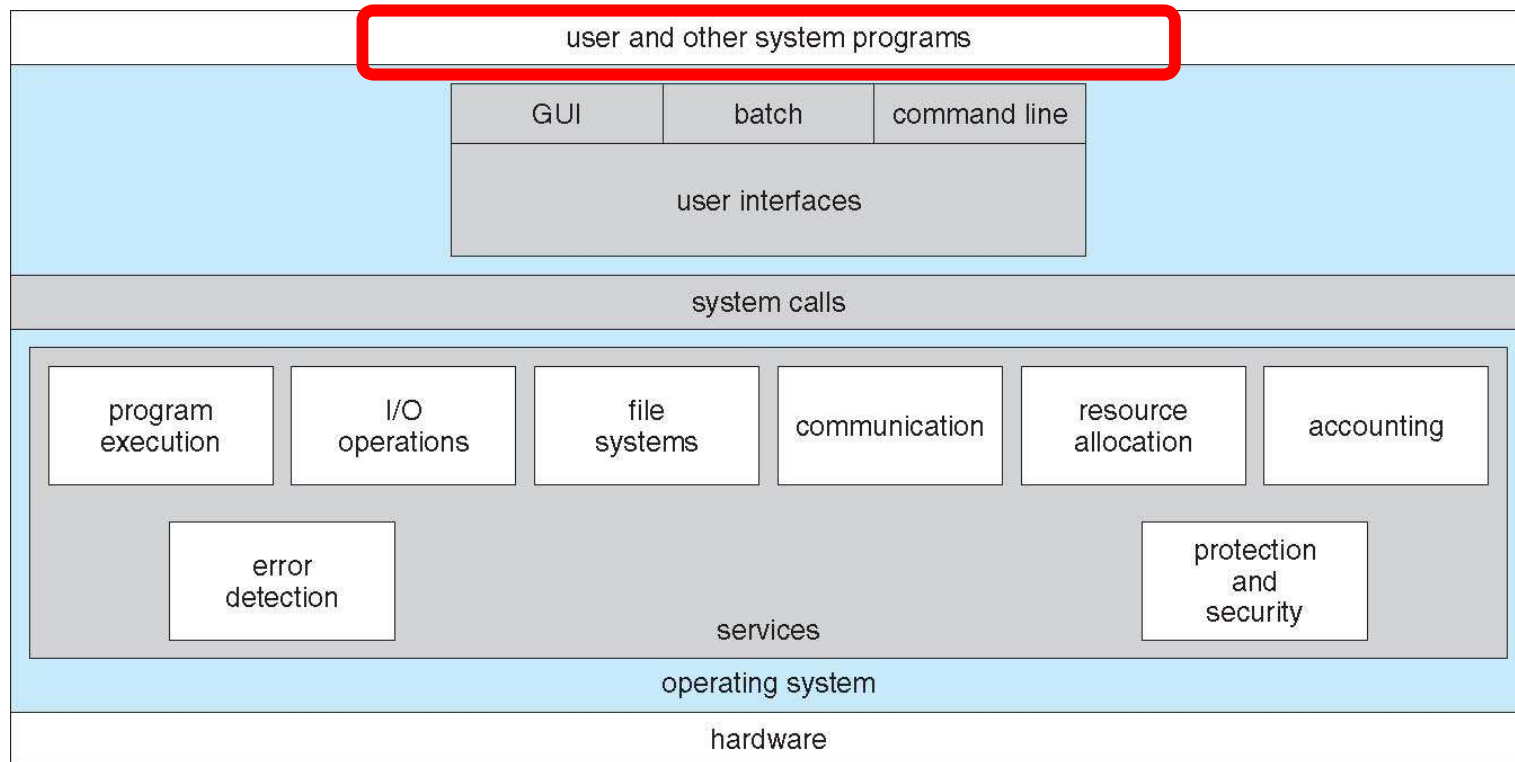 user and other system programs
GUI
batch
command line
user interfaces
system calls
program
execution
I/O
operations
file
systems
communication
resource
allocation
accounting
error
detection
protection
and
security
services
operating system
hardware